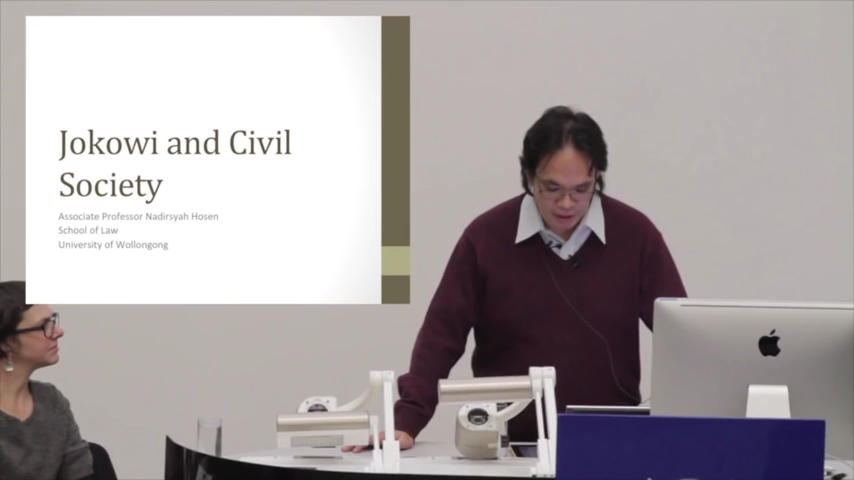 Jokowi and Civil
Society
Associate Professor Nadirsyah Hosen
School of Law
University of Wollongong